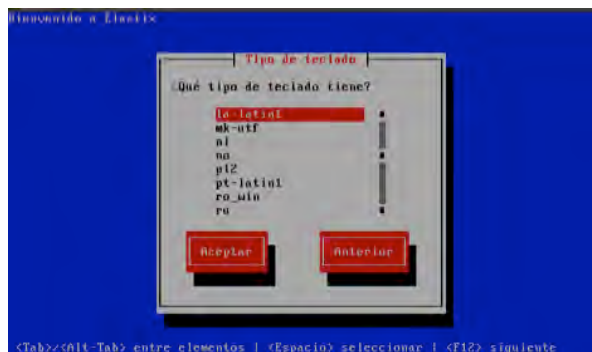 Bienvenido a Elastix
Tipo de teclado
¿Qué tipo de teclado tiene?
la-latin1
mk-utf
nl
no
pl2
pt-latin1
ro_win
ru
Aceptar
Anterior
<Tab>/<Alt-Tab> entre elementos | <Espacio> seleccionar | <F12> siguiente